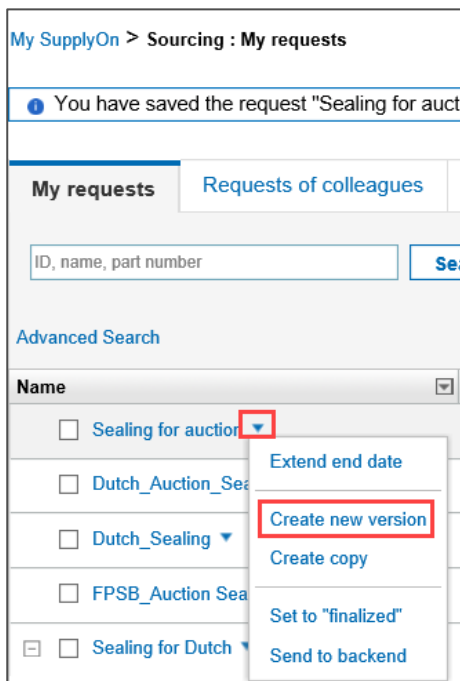 My SupplyOn > Sourcing : My requests
You have saved the request "Sealing for auct
My requests
Requests of colleagues
ID, name, part number
Sea
Advanced Search
Name
Sealing for auction
Extend end date
Dutch_Auction_Sea
Create new version
Dutch_Sealing
Create copy
FPSB_Auction Sea
Set to "finalized"
Sealing for Dutch
Send to backend